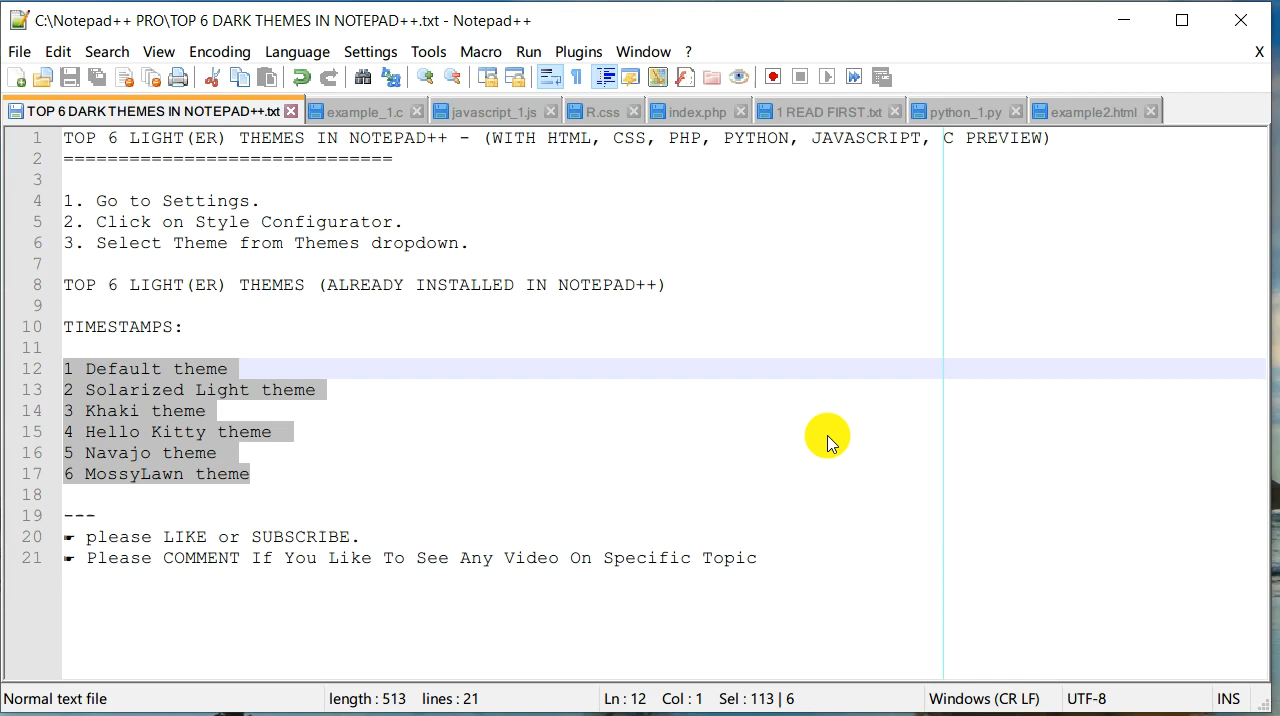 C:\Notepad++ PRO\TOP 6 DARK THEMES IN NOTEPAD++.txt - Notepad++
File Edit Search View Encoding Language Settings Tools Macro Run Plugins Window ? X
TOP 6 DARK THEMES IN NOTEPAD++.txt example_1.c javascript_1.js R.css index.php 1 READ FIRST.txt python_1.py example2.html
1 TOP 6 LIGHT(ER) THEMES IN NOTEPAD++ - (WITH HTML, CSS, PHP, PYTHON, JAVASCRIPT, C PREVIEW)
2 ==============================
3
4 1. Go to Settings.
5 2. Click on Style Configurator.
6 3. Select Theme from Themes dropdown.
7
8 TOP 6 LIGHT(ER) THEMES (ALREADY INSTALLED IN NOTEPAD++)
9
10 TIMESTAMPS:
11
12 1 Default theme
13 2 Solarized Light theme
14 3 Khaki theme
15 4 Hello Kitty theme
16 5 Navajo theme
17 6 MossyLawn theme
18
19 ---
20 ☛ please LIKE or SUBSCRIBE.
21 ☛ Please COMMENT If You Like To See Any Video On Specific Topic
Normal text file length : 513 lines : 21 Ln : 12 Col : 1 Sel : 113 | 6 Windows (CR LF) UTF-8 INS